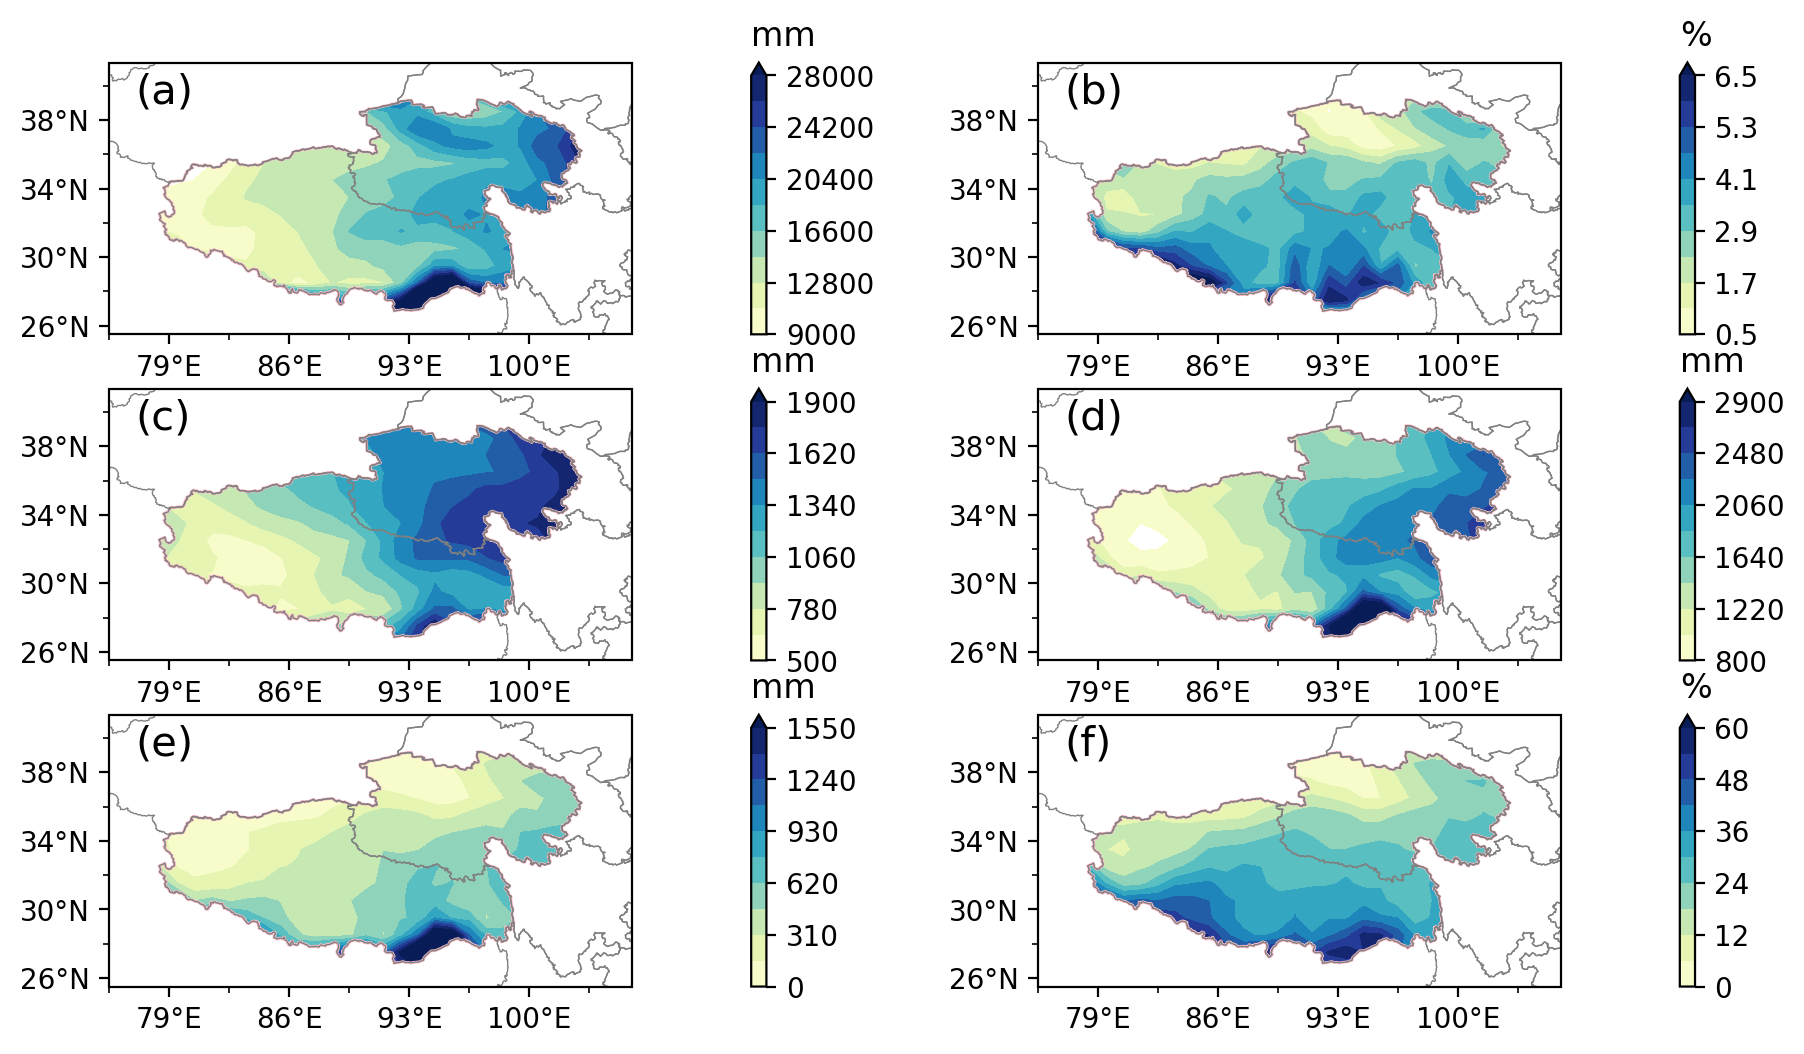 mm
%
(a)
28000
24200
20400
16600
12800
9000
38°N
34°N
30°N
26°N
79°E 86°E 93°E 100°E
(b)
6.5
5.3
4.1
2.9
1.7
0.5
38°N
34°N
30°N
26°N
79°E 86°E 93°E 100°E
mm
mm
(c)
1900
1620
1340
1060
780
500
38°N
34°N
30°N
26°N
79°E 86°E 93°E 100°E
(d)
2900
2480
2060
1640
1220
800
38°N
34°N
30°N
26°N
79°E 86°E 93°E 100°E
mm
%
(e)
1550
1240
930
620
310
0
38°N
34°N
30°N
26°N
79°E 86°E 93°E 100°E
(f)
60
48
36
24
12
0
38°N
34°N
30°N
26°N
79°E 86°E 93°E 100°E